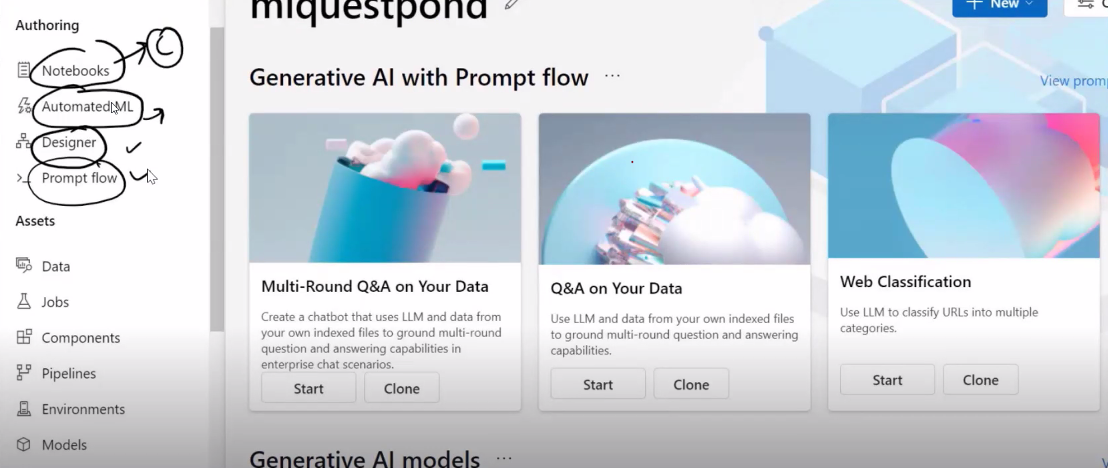 Authoring
Notebooks
C
Automated ML
Designer
Prompt flow
Assets
Data
Jobs
Components
Pipelines
Environments
Models
mlquestpond
New
Generative AI with Prompt flow ...
View promp
Multi-Round Q&A on Your Data
Create a chatbot that uses LLM and data from
your own indexed files to ground multi-round
question and answering capabilities in
enterprise chat scenarios.
Start Clone
Q&A on Your Data
Use LLM and data from your own indexed files
to ground multi-round question and answering
capabilities.
Start Clone
Web Classification
Use LLM to classify URLs into multiple
categories.
Start Clone
Generative AI models ...